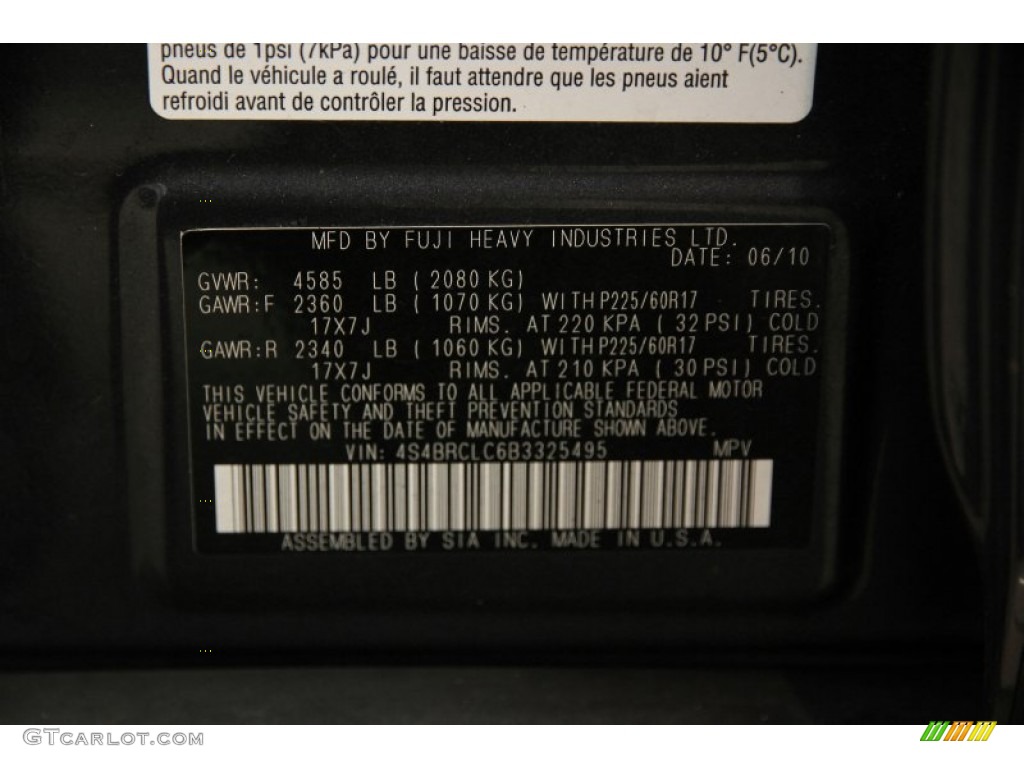 pneus de 1psi (7kPa) pour une baisse de température de 10° F(5°C).
Quand le véhicule a roulé, il faut attendre que les pneus aient
refroidi avant de contrôler la pression.
MFD BY FUJI HEAVY INDUSTRIES LTD.
DATE: 06/10
GVWR: 4585 LB ( 2080 KG)
GAWR:F 2360 LB ( 1070 KG) WITH P225/60R17 TIRES.
17X7J RIMS. AT 220 KPA ( 32 PSI) COLD
GAWR:R 2340 LB ( 1060 KG) WITH P225/60R17 TIRES.
17X7J RIMS. AT 210 KPA ( 30 PSI) COLD
THIS VEHICLE CONFORMS TO ALL APPLICABLE FEDERAL MOTOR
VEHICLE SAFETY AND THEFT PREVENTION STANDARDS
IN EFFECT ON THE DATE OF MANUFACTURE SHOWN ABOVE.
VIN: 4S4BRCLC6B3325495 MPV
ASSEMBLED BY SIA INC. MADE IN U.S.A.
GTCarlot.com